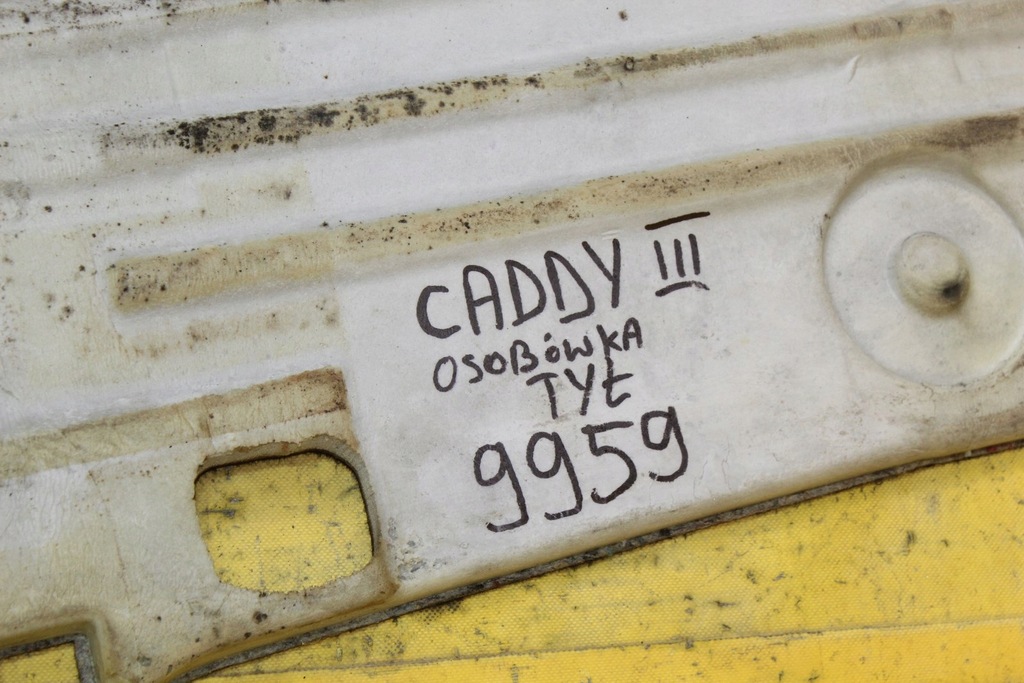 CADDY III
OSOBÓWKA
TYŁ
9959